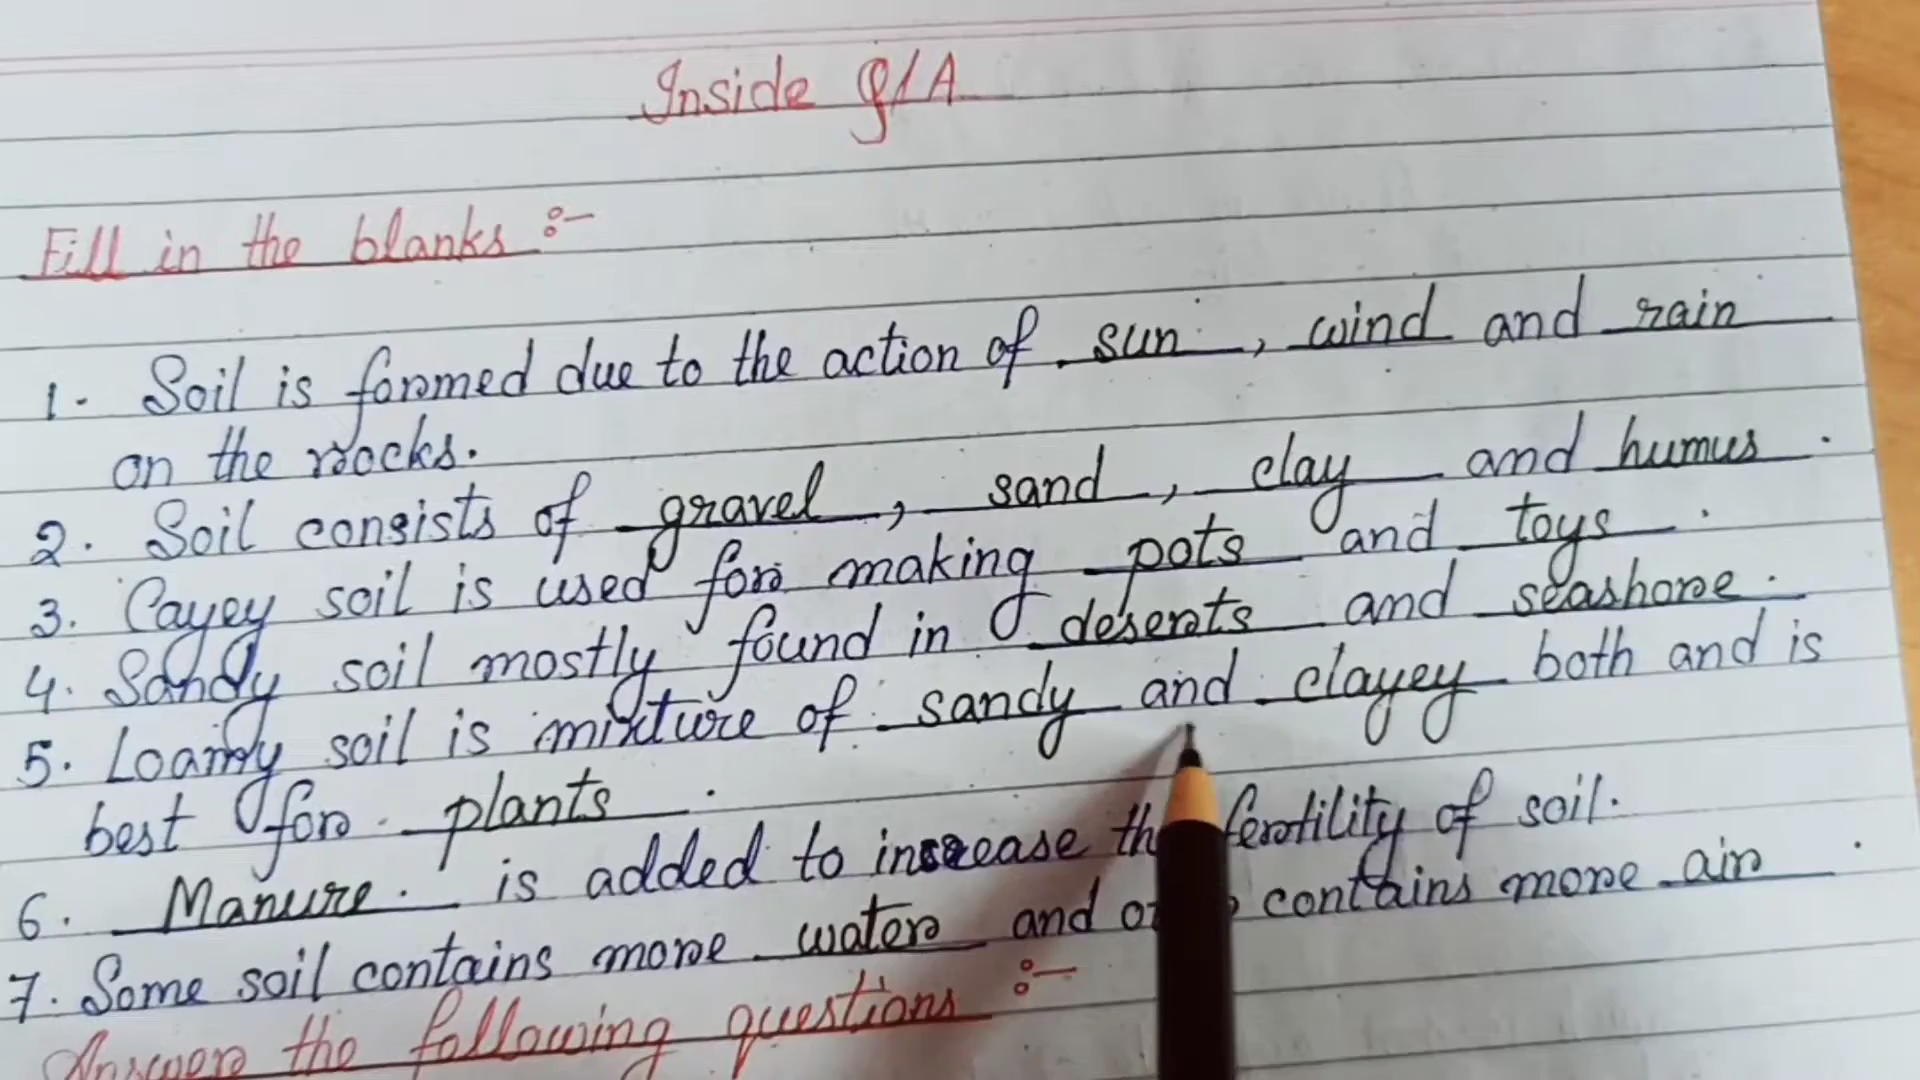 Inside Q/A
Fill in the blanks :-
1. Soil is formed due to the action of sun, wind and rain
on the rocks.
2. Soil consists of gravel, sand, clay and humus.
3. Cayey soil is used for making pots and toys.
4. Sandy soil mostly found in deserts and seashore.
5. Loamy soil is mixture of sandy and clayey both and is
best for plants.
6. Manure. is added to increase th fertility of soil.
7. Some soil contains more water and contains more air.
Answer the following questions :-